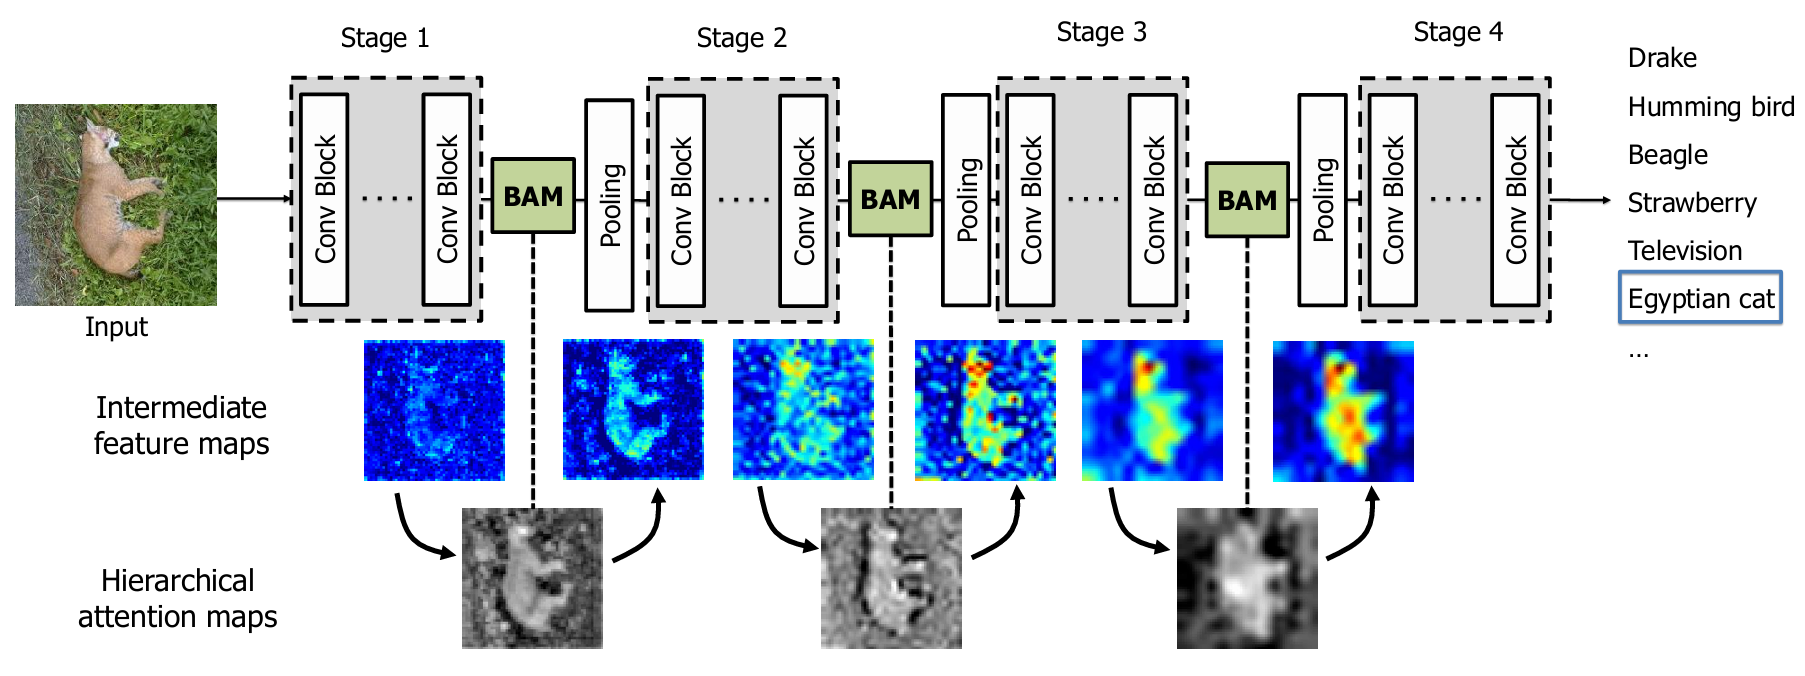 Stage 1
Stage 2
Stage 3
Stage 4
Input
Conv Block
....
Conv Block
BAM
Pooling
Conv Block
....
Conv Block
BAM
Pooling
Conv Block
....
Conv Block
BAM
Pooling
Conv Block
....
Conv Block
Drake
Humming bird
Beagle
Strawberry
Television
Egyptian cat
...
Intermediate
feature maps
Hierarchical
attention maps